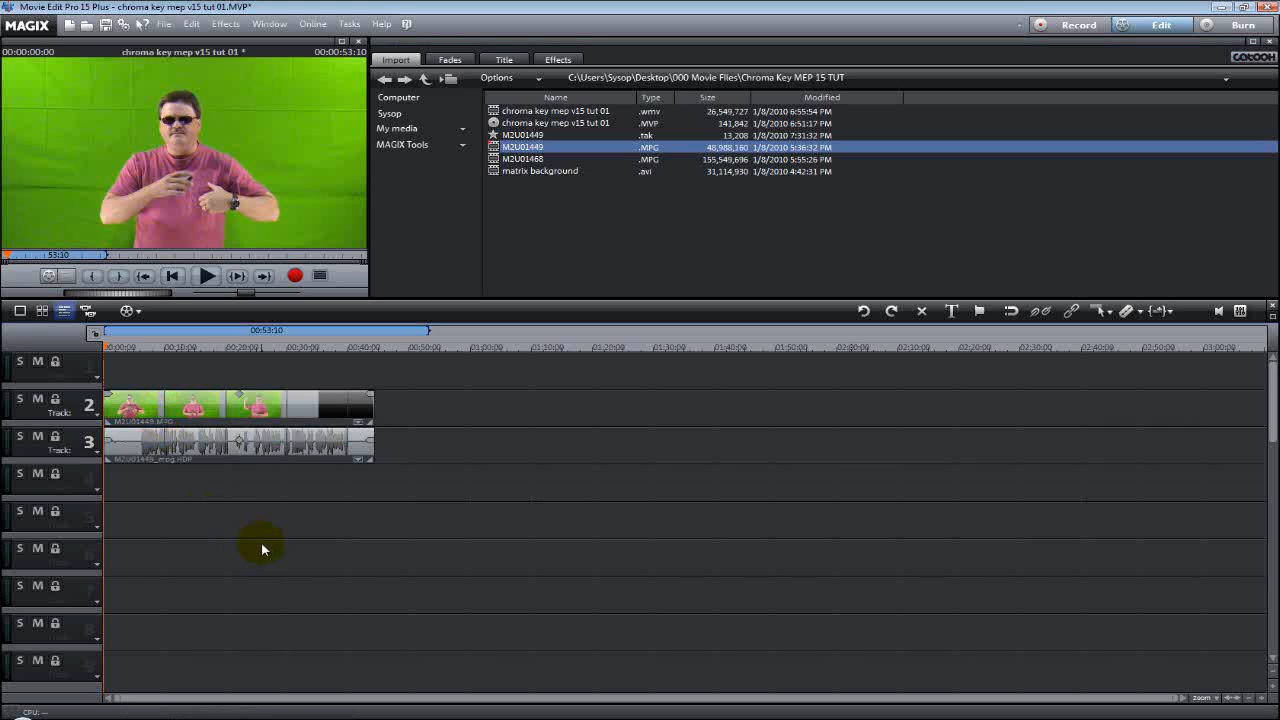 Movie Edit Pro 15 Plus - chroma key mep v15 tut 01.MVP*
MAGIX File Edit Effects Window Online Tasks Help Record Edit Burn
00:00:00:00 chroma key mep v15 tut 01 * 00:00:53:10
Import Fades Title Effects
Options C:\Users\Sysop\Desktop\000 Movie Files\Chroma Key MEP 15 TUT
Computer
Sysop
My media
MAGIX Tools
Name Type Size Modified
chroma key mep v15 tut 01 .wmv 26,549,727 1/8/2010 6:55:54 PM
chroma key mep v15 tut 01 .MVP 141,842 1/8/2010 6:51:17 PM
M2U01449 .tak 13,208 1/8/2010 7:31:32 PM
M2U01449 .MPG 48,988,160 1/8/2010 5:36:32 PM
M2U01468 .MPG 155,549,696 1/8/2010 5:55:26 PM
matrix background .avi 31,114,930 1/8/2010 4:42:31 PM
53:10
00:53:10
00:10:00 00:20:00 00:30:00 00:40:00 00:50:00 01:00:00 01:10:00 01:20:00 01:30:00 01:40:00 01:50:00 02:00:00 02:10:00 02:20:00 02:30:00 02:40:00 02:50:00 03:00:00
S M
S M
Track: 2
M2U01449.MPG
S M
Track: 3
M2U01449_mpg.HDP
S M 4
S M 5
S M 6
S M 7
S M 8
S M 9
Zoom
CPU: --